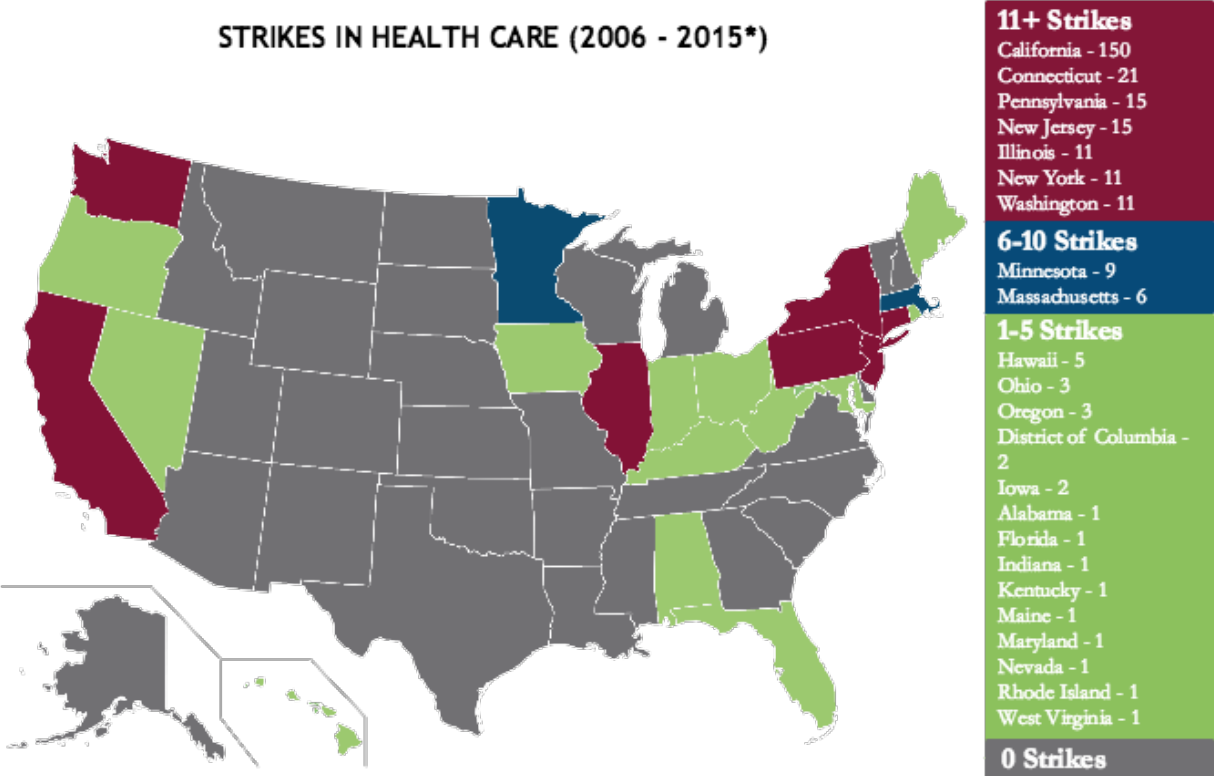 STRIKES IN HEALTH CARE (2006 - 2015*)
11+ Strikes
California - 150
Connecticut - 21
Pennsylvania - 15
New Jersey - 15
Illinois - 11
New York - 11
Washington - 11
6-10 Strikes
Minnesota - 9
Massachusetts - 6
1-5 Strikes
Hawaii - 5
Ohio - 3
Oregon - 3
District of Columbia -
2
Iowa - 2
Alabama - 1
Florida - 1
Indiana - 1
Kentucky - 1
Maine - 1
Maryland - 1
Nevada - 1
Rhode Island - 1
West Virginia - 1
0 Strikes